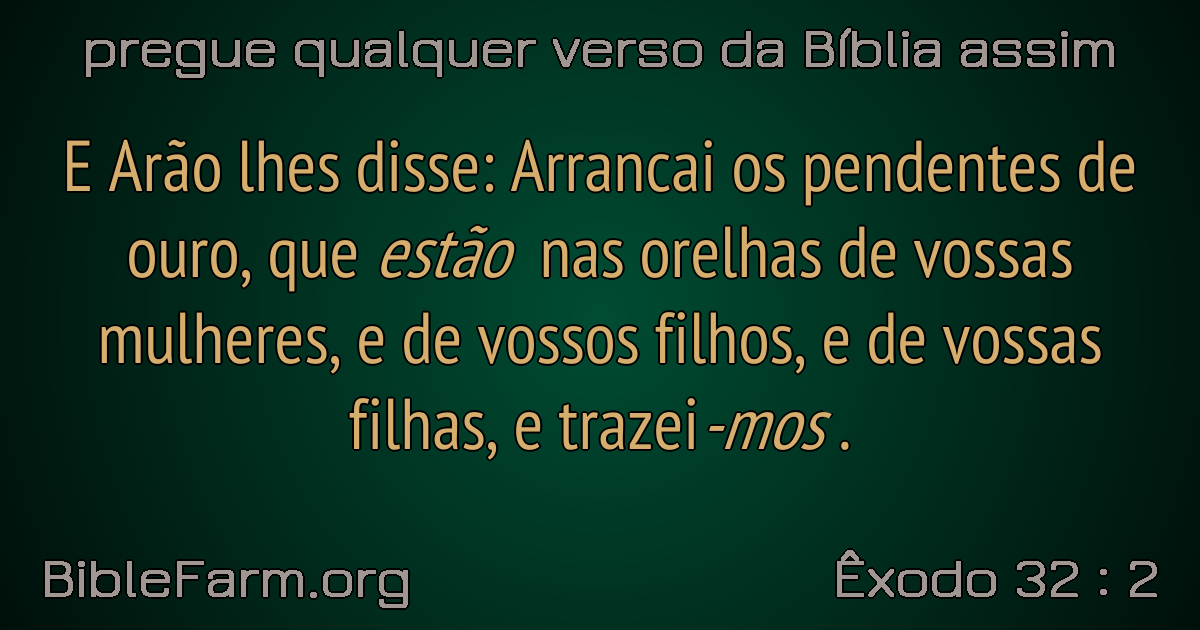 pregue qualquer verso da Bíblia assim
E Arão lhes disse: Arrancai os pendentes de
ouro, que estão nas orelhas de vossas
mulheres, e de vossos filhos, e de vossas
filhas, e trazei-mos .
BibleFarm.org
Êxodo 32 : 2